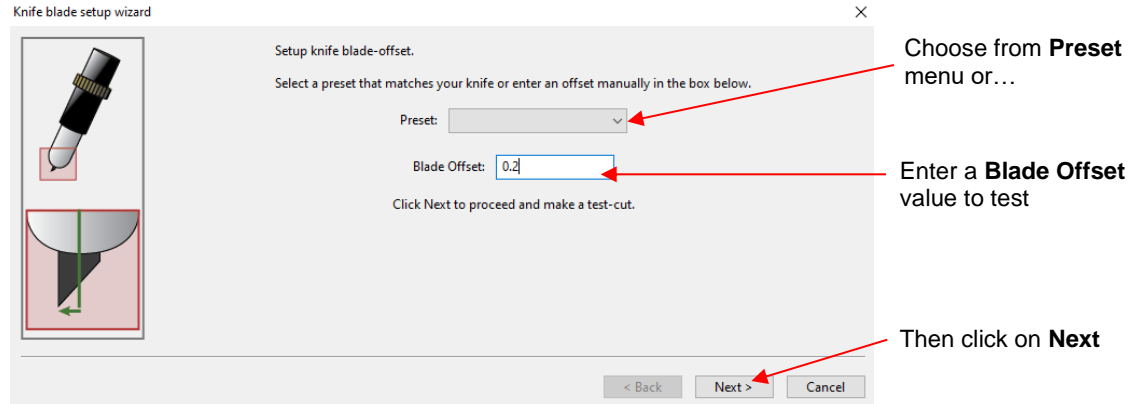 Knife blade setup wizard
Setup knife blade-offset.
Choose from Preset
menu or…
Select a preset that matches your knife or enter an offset manually in the box below.
Preset:
Blade Offset: 0.2
Enter a Blade Offset
value to test
Click Next to proceed and make a test-cut.
Then click on Next
< Back Next > Cancel